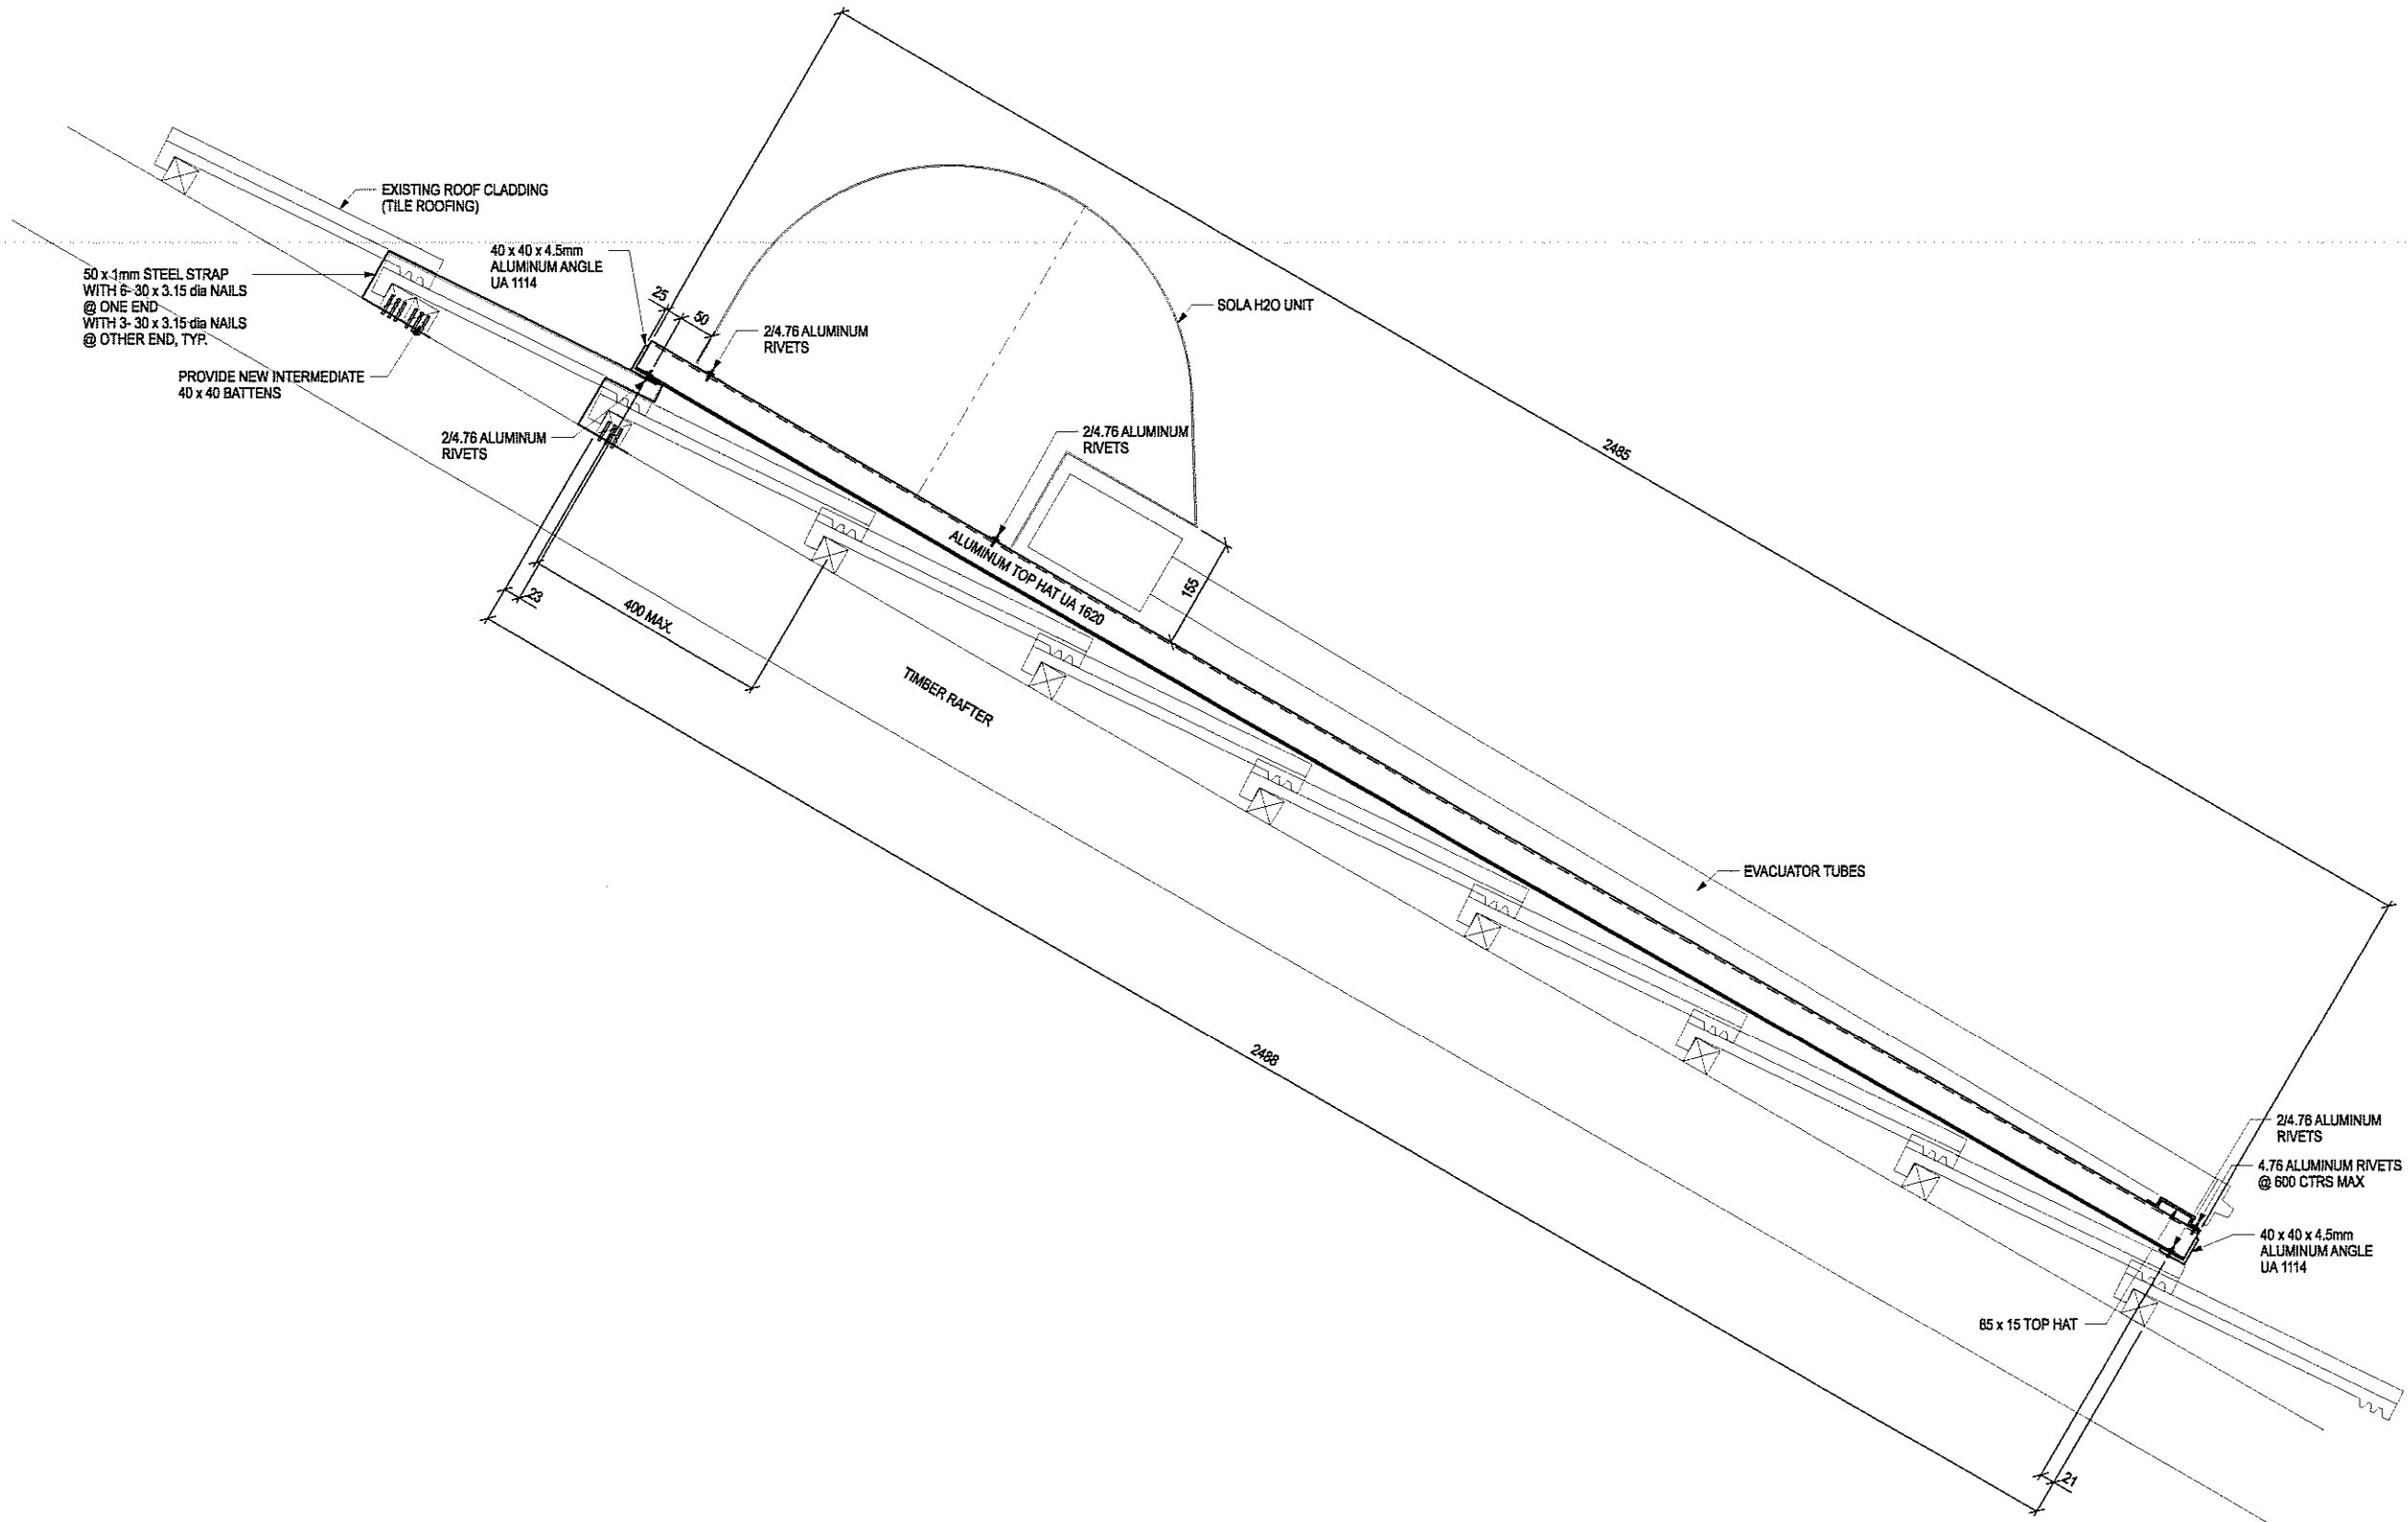 EXISTING ROOF CLADDING
(TILE ROOFING)
50 x 1mm STEEL STRAP
WITH 6- 30 x 3.15 dia NAILS
@ ONE END
WITH 3- 30 x 3.15 dia NAILS
@ OTHER END, TYP.
40 x 40 x 4.5mm
ALUMINUM ANGLE
UA 1114
25
50
2/4.76 ALUMINUM
RIVETS
SOLA H2O UNIT
PROVIDE NEW INTERMEDIATE
40 x 40 BATTENS
2/4.76 ALUMINUM
RIVETS
2/4.76 ALUMINUM
RIVETS
2485
ALUMINUM TOP HAT UA 1620
155
23
400 MAX.
TIMBER RAFTER
EVACUATOR TUBES
2488
2/4.76 ALUMINUM
RIVETS
4.76 ALUMINUM RIVETS
@ 600 CTRS MAX
40 x 40 x 4.5mm
ALUMINUM ANGLE
UA 1114
65 x 15 TOP HAT
21